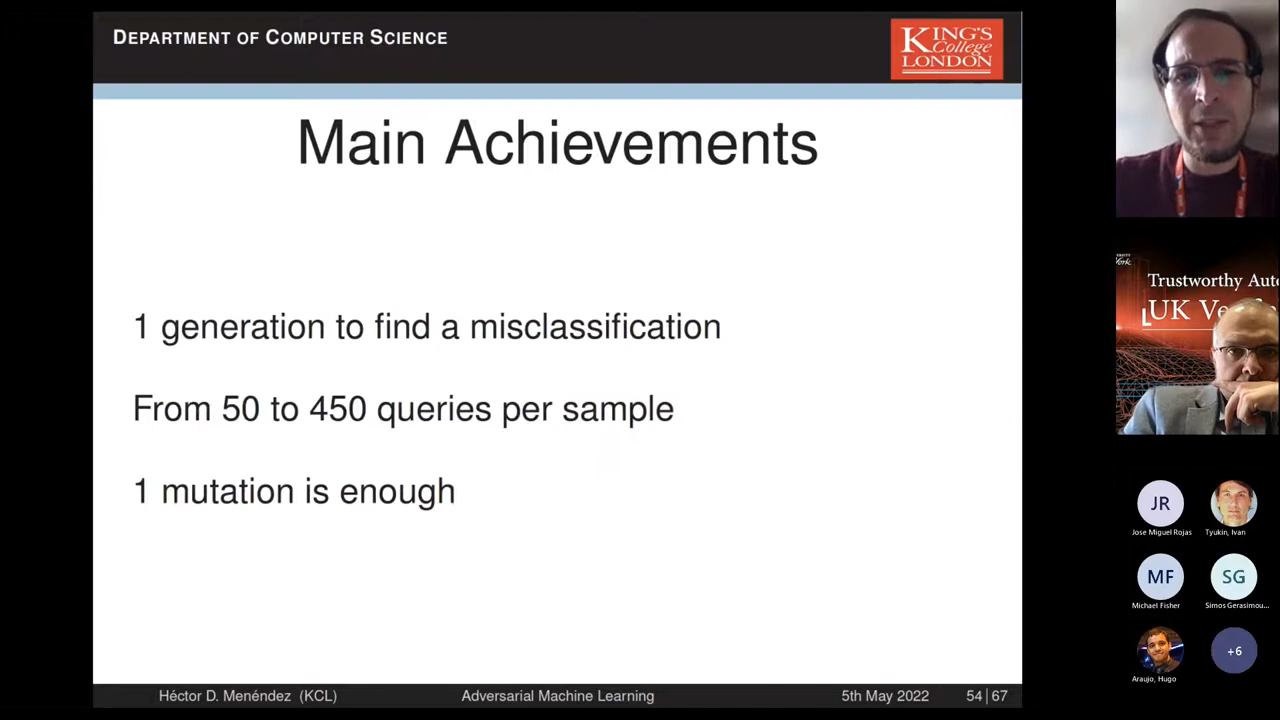 DEPARTMENT OF COMPUTER SCIENCE
KING'S
College
LONDON
Main Achievements
1 generation to find a misclassification
From 50 to 450 queries per sample
1 mutation is enough
Héctor D. Menéndez (KCL)
Adversarial Machine Learning
5th May 2022
54|67
Trustworthy Auto
UK Ve
JR
Jose Miguel Rojas
Tyukin, Ivan
MF
Michael Fisher
SG
Simos Gerasimou...
Araujo, Hugo
+6